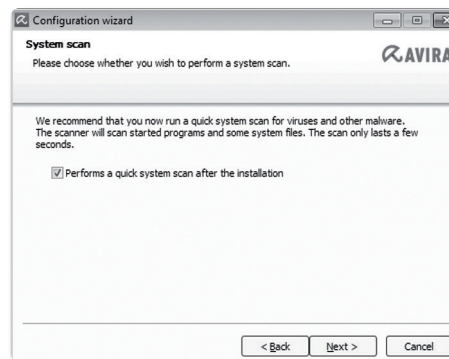 Configuration wizard
System scan
Please choose whether you wish to perform a system scan.
AVIRA
We recommend that you now run a quick system scan for viruses and other malware.
The scanner will scan started programs and some system files. The scan only lasts a few
seconds.
Performs a quick system scan after the installation
< Back
Next >
Cancel